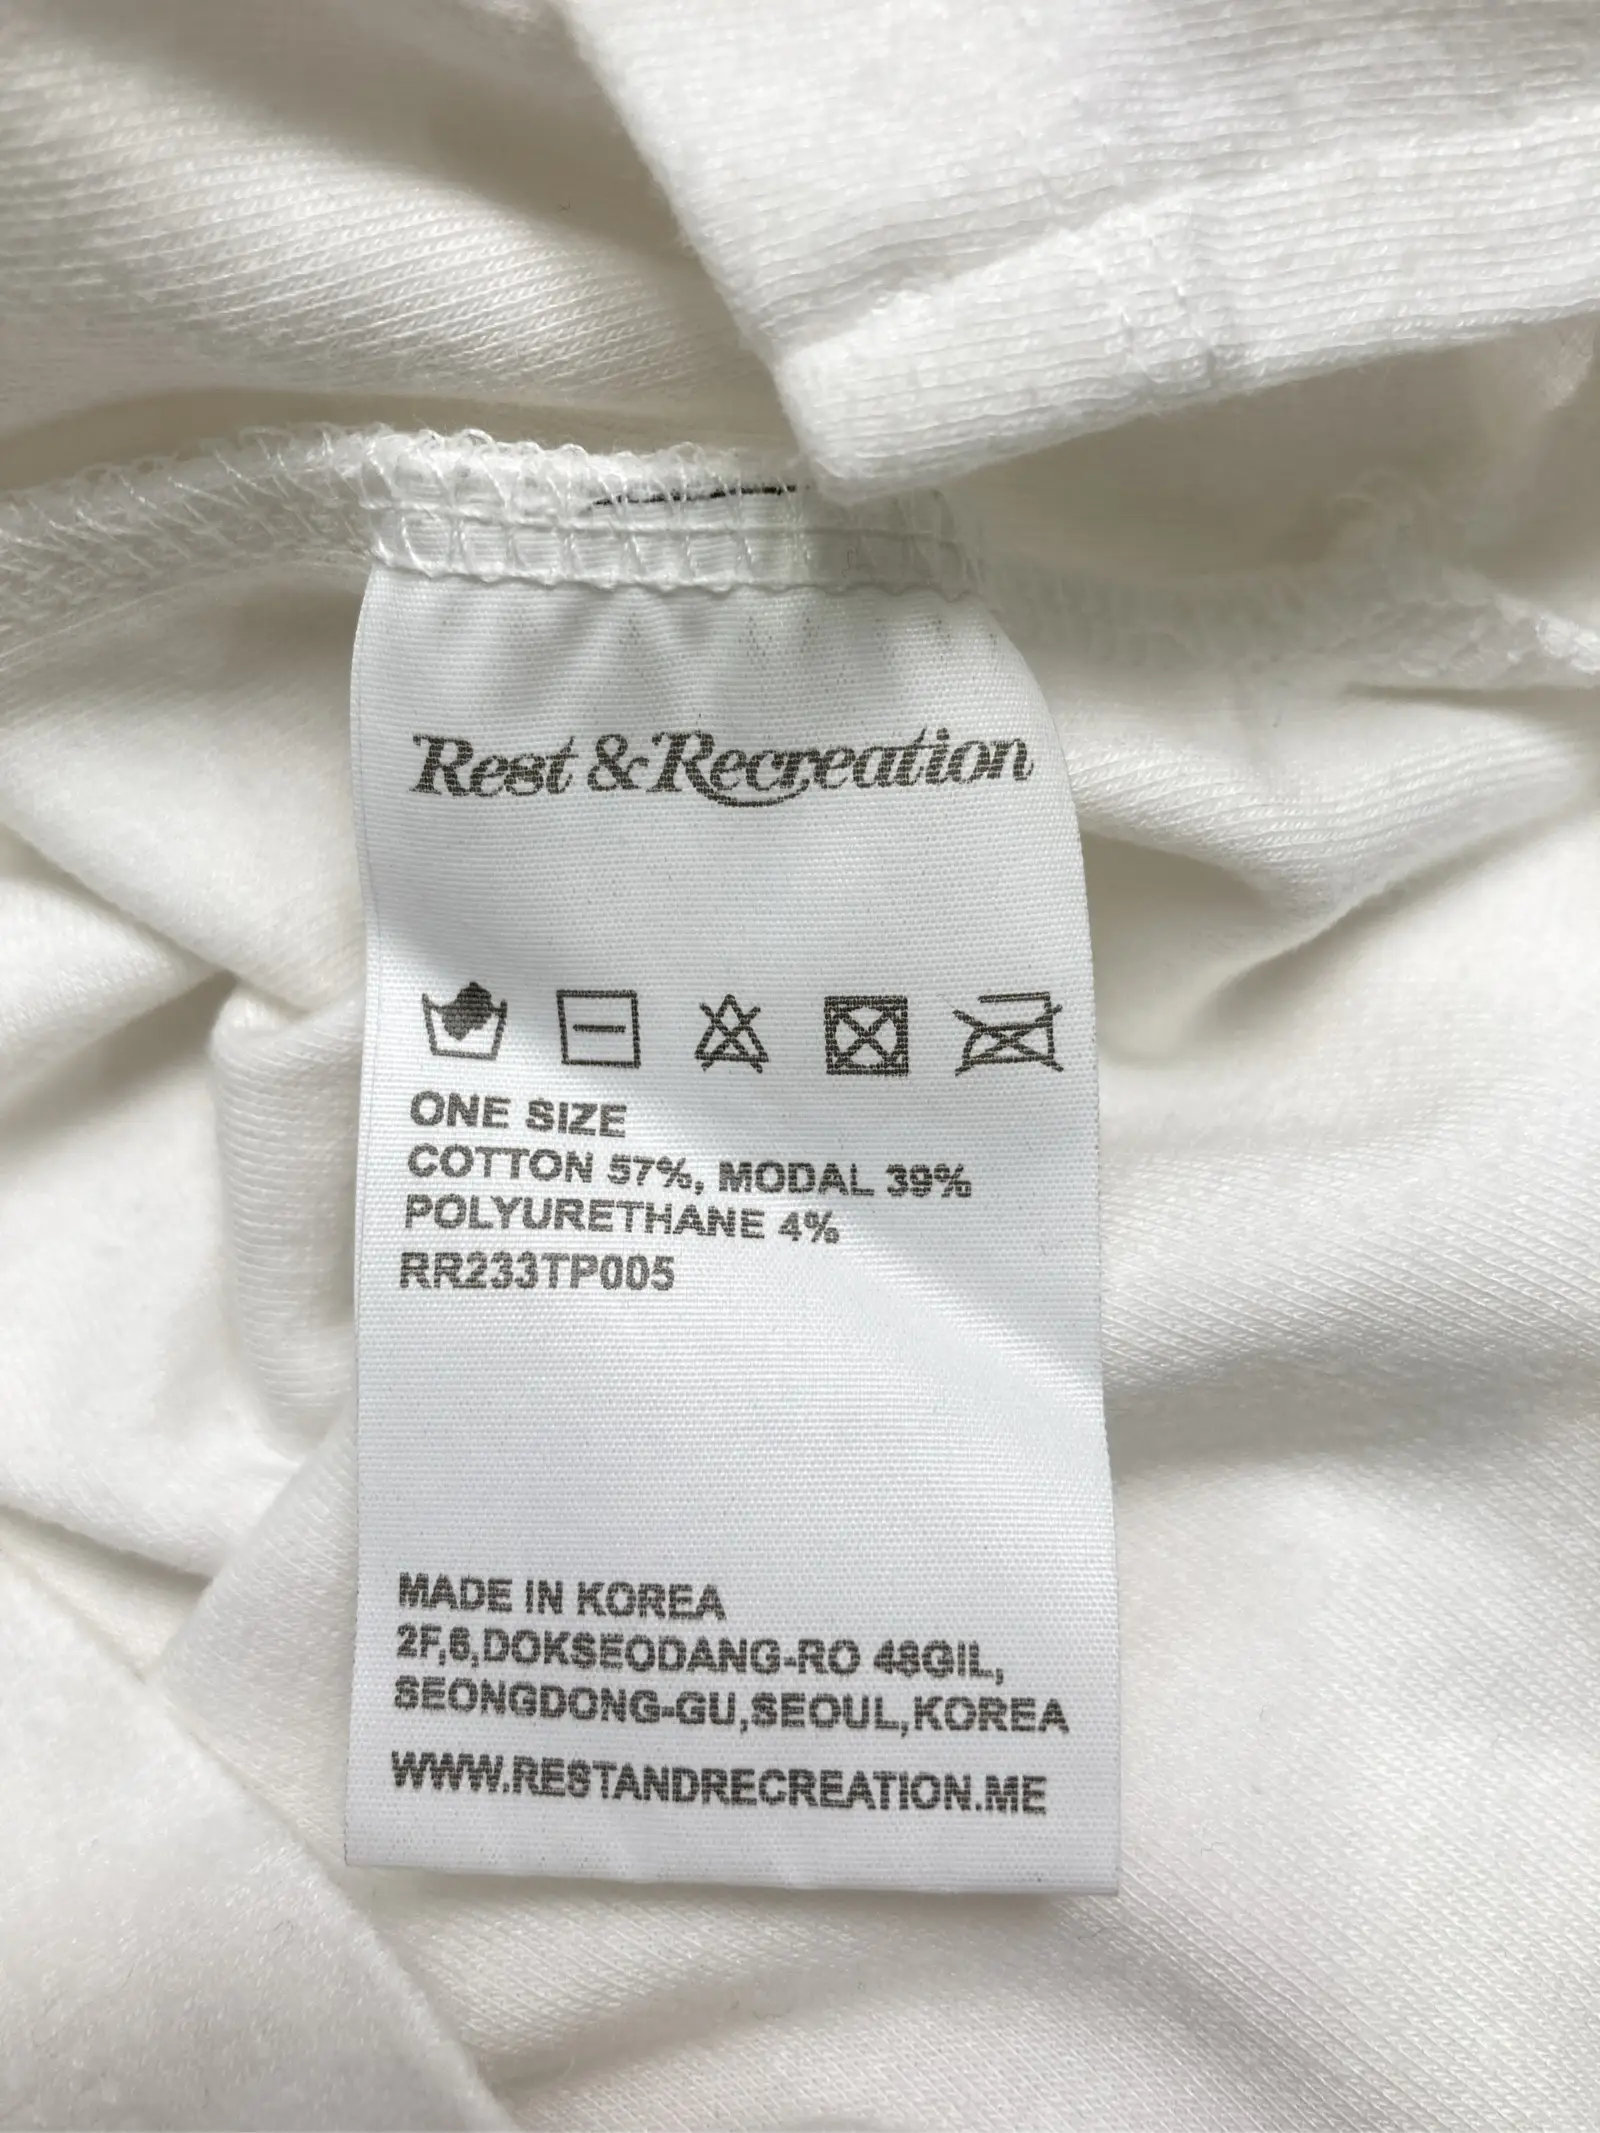 Rest & Recreation
ONE SIZE
COTTON 57%, MODAL 39%
POLYURETHANE 4%
RR233TP005
MADE IN KOREA
2F,6,DOKSEODANG-RO 48GIL,
SEONGDONG-GU,SEOUL,KOREA
WWW.RESTANDRECREATION.ME